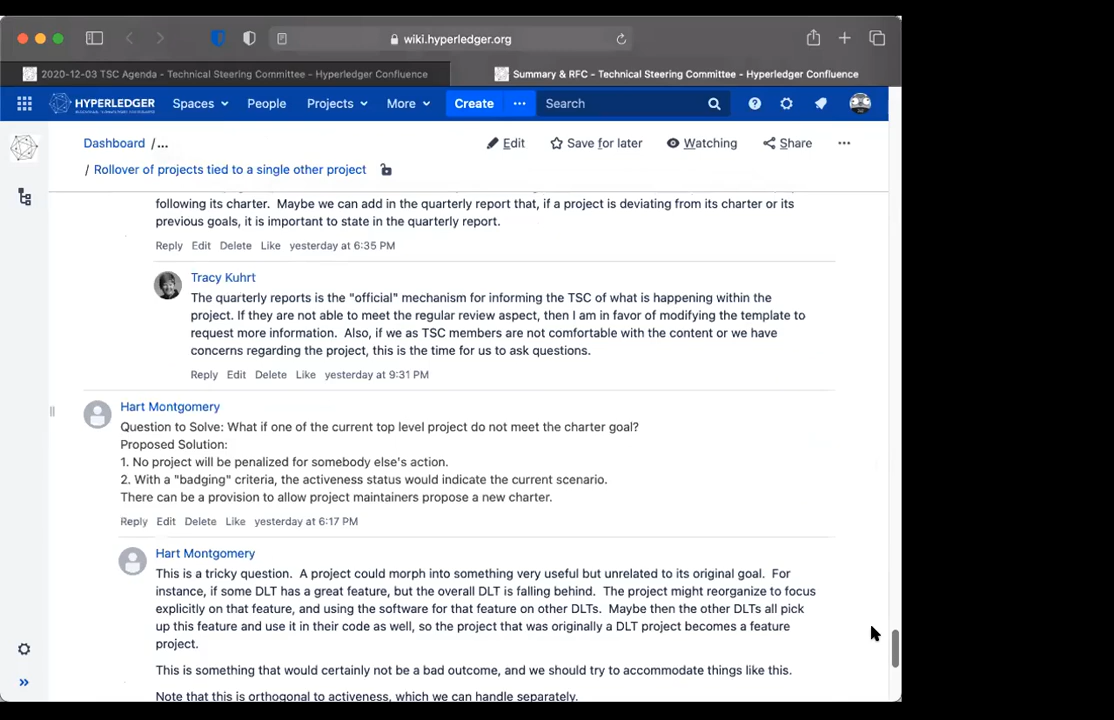 wiki.hyperledger.org
2020-12-03 TSC Agenda - Technical Steering Committee - Hyperledger Confluence
Summary & RFC - Technical Steering Committee - Hyperledger Confluence
HYPERLEDGER
Spaces
People
Projects
More
Create
Search
Dashboard /...
Edit
Save for later
Watching
Share
/ Rollover of projects tied to a single other project
following its charter. Maybe we can add in the quarterly report that, if a project is deviating from its charter or its
previous goals, it is important to state in the quarterly report.
Reply Edit Delete Like yesterday at 6:35 PM
Tracy Kuhrt
The quarterly reports is the "official" mechanism for informing the TSC of what is happening within the
project. If they are not able to meet the regular review aspect, then I am in favor of modifying the template to
request more information. Also, if we as TSC members are not comfortable with the content or we have
concerns regarding the project, this is the time for us to ask questions.
Reply Edit Delete Like yesterday at 9:31 PM
Hart Montgomery
Question to Solve: What if one of the current top level project do not meet the charter goal?
Proposed Solution:
1. No project will be penalized for somebody else's action.
2. With a "badging" criteria, the activeness status would indicate the current scenario.
There can be a provision to allow project maintainers propose a new charter.
Reply Edit Delete Like yesterday at 6:17 PM
Hart Montgomery
This is a tricky question. A project could morph into something very useful but unrelated to its original goal. For
instance, if some DLT has a great feature, but the overall DLT is falling behind. The project might reorganize to focus
explicitly on that feature, and using the software for that feature on other DLTs. Maybe then the other DLTs all pick
up this feature and use it in their code as well, so the project that was originally a DLT project becomes a feature
project.
This is something that would certainly not be a bad outcome, and we should try to accommodate things like this.
Note that this is orthogonal to activeness, which we can handle separately.